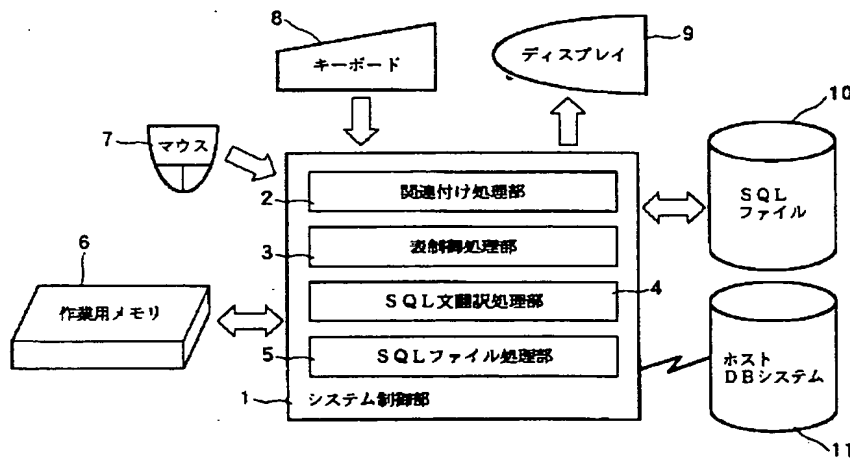 8
キーボード
ディスプレイ
9
10
7
マウス
SQL
ファイル
2
関連付け処理部
3
表制御処理部
6
作業用メモリ
SQL文翻訳処理部
4
5
SQLファイル処理部
1
システム制御部
ホスト
DBシステム
11